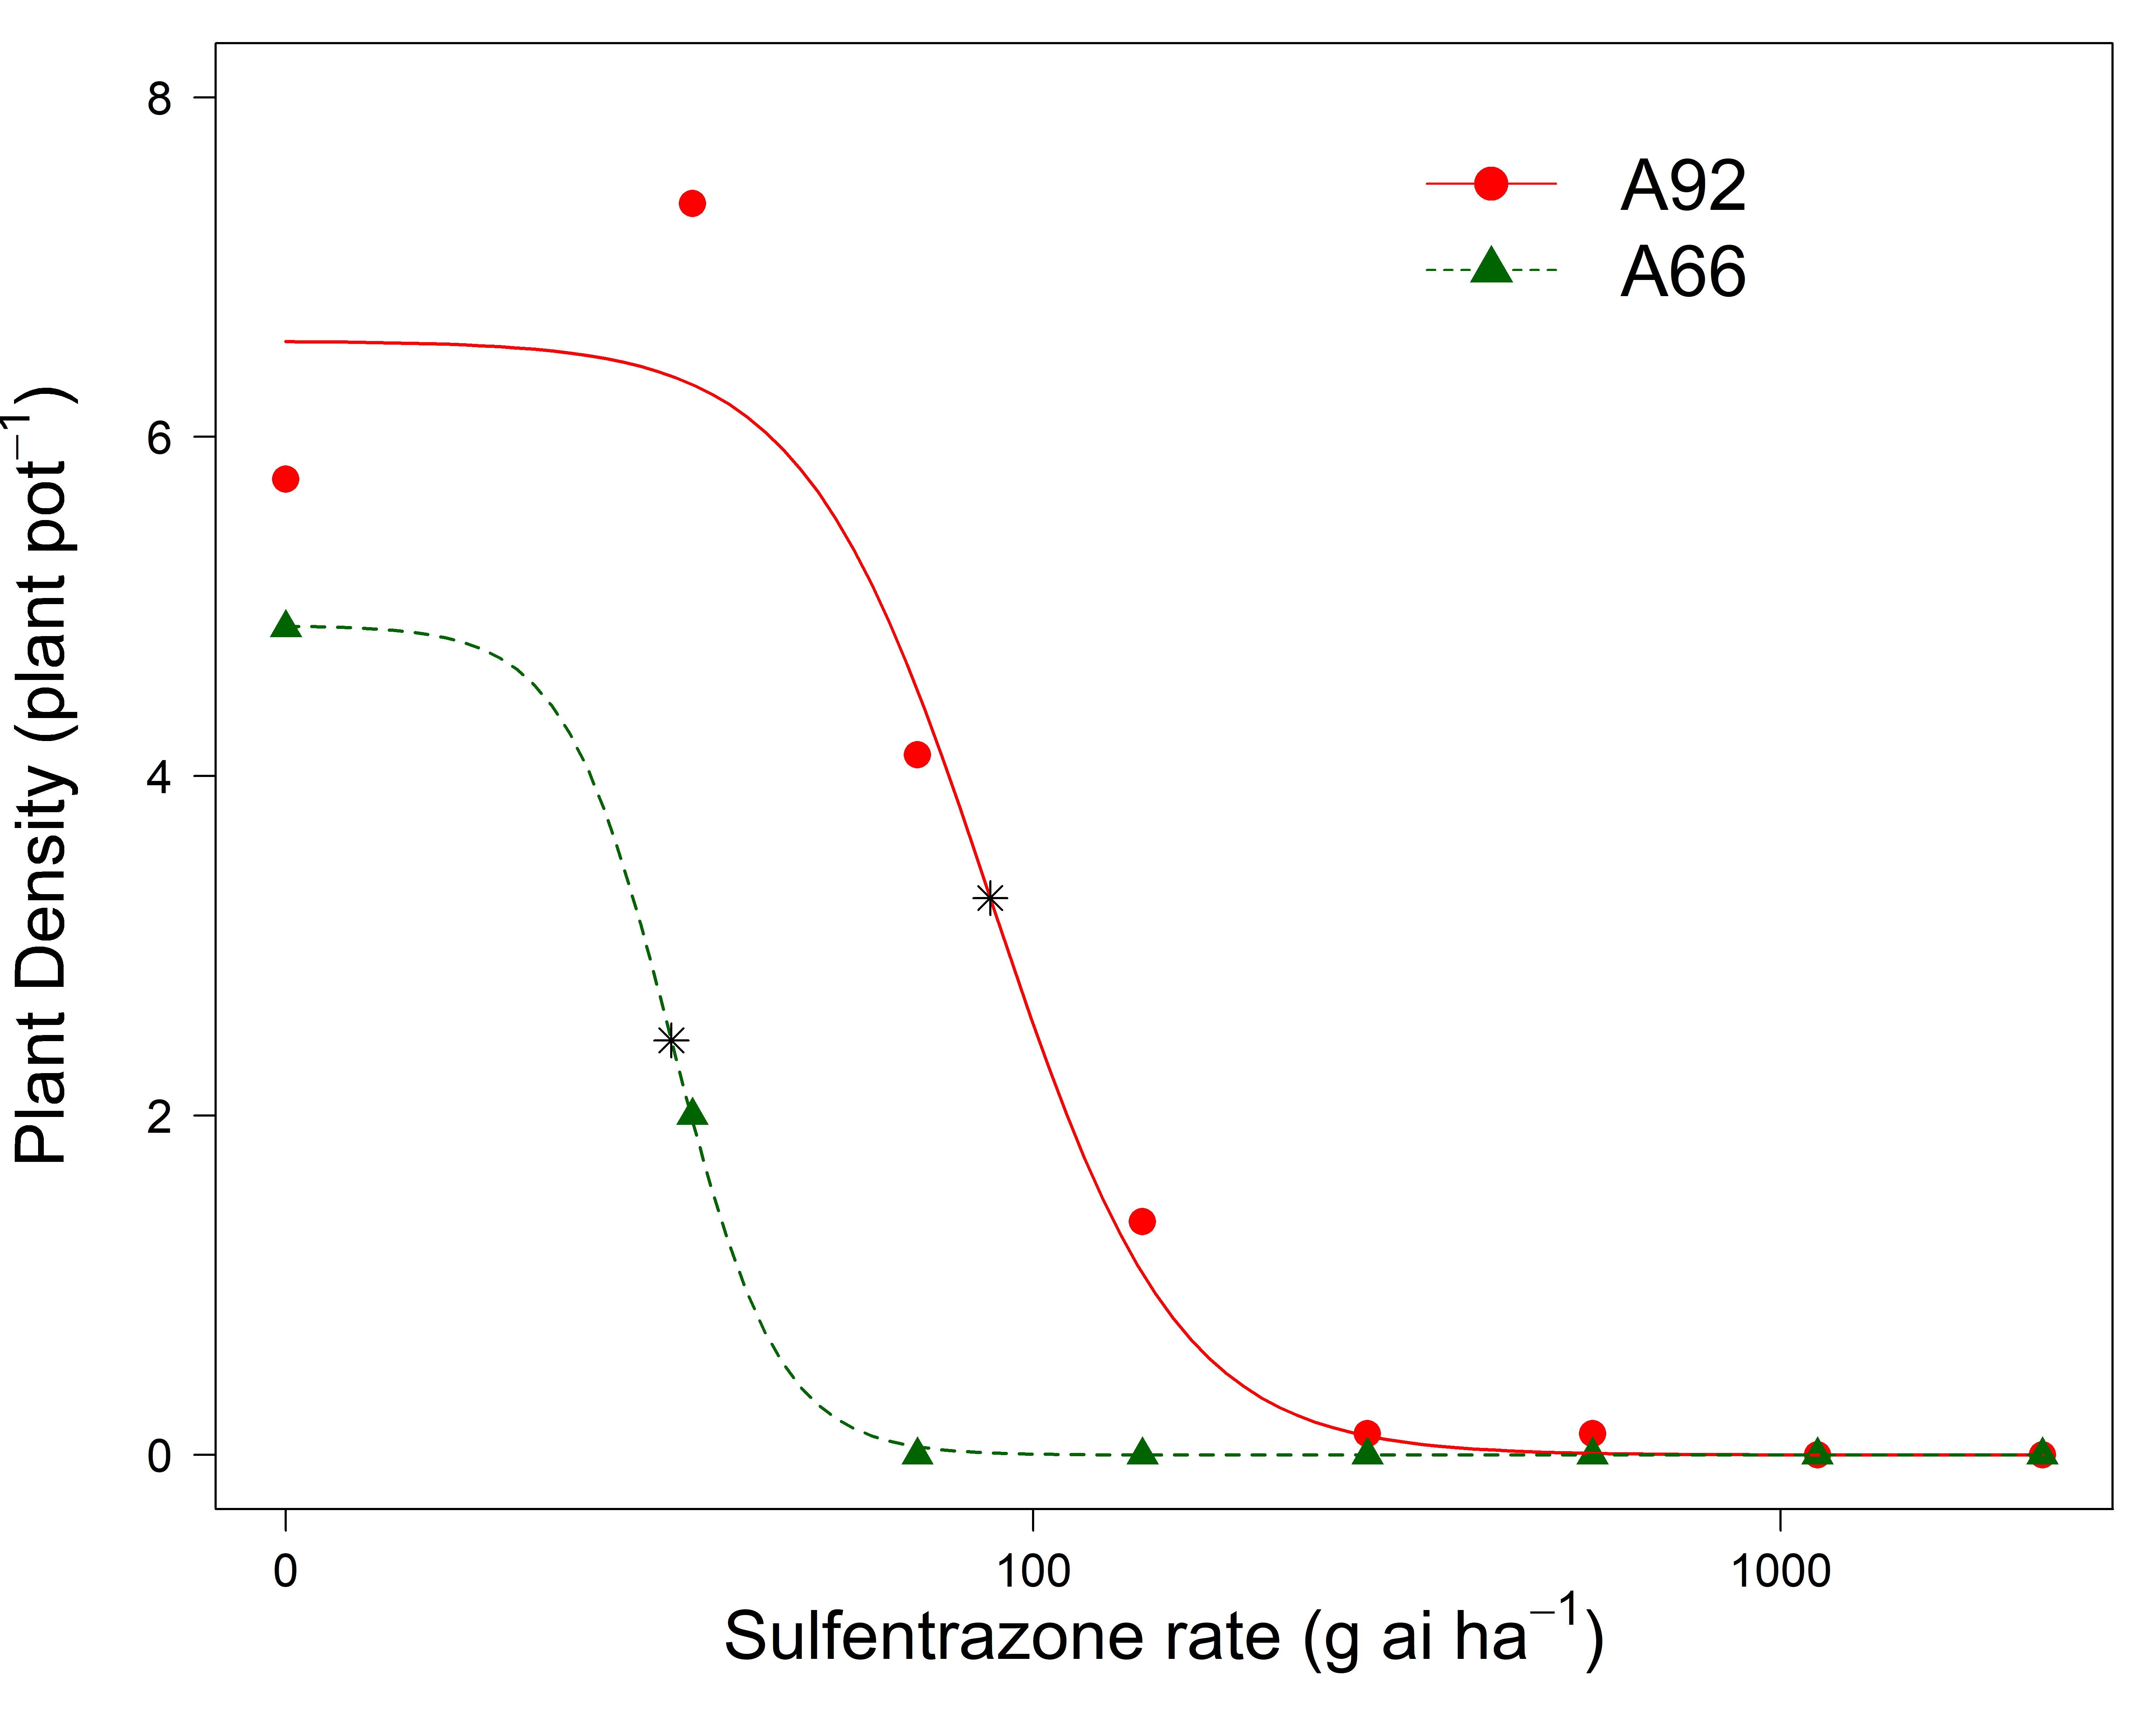 8
6
4
2
0
Plant Density (plant pot⁻¹)
A92
A66
0 100 1000
Sulfentrazone rate (g ai ha⁻¹)